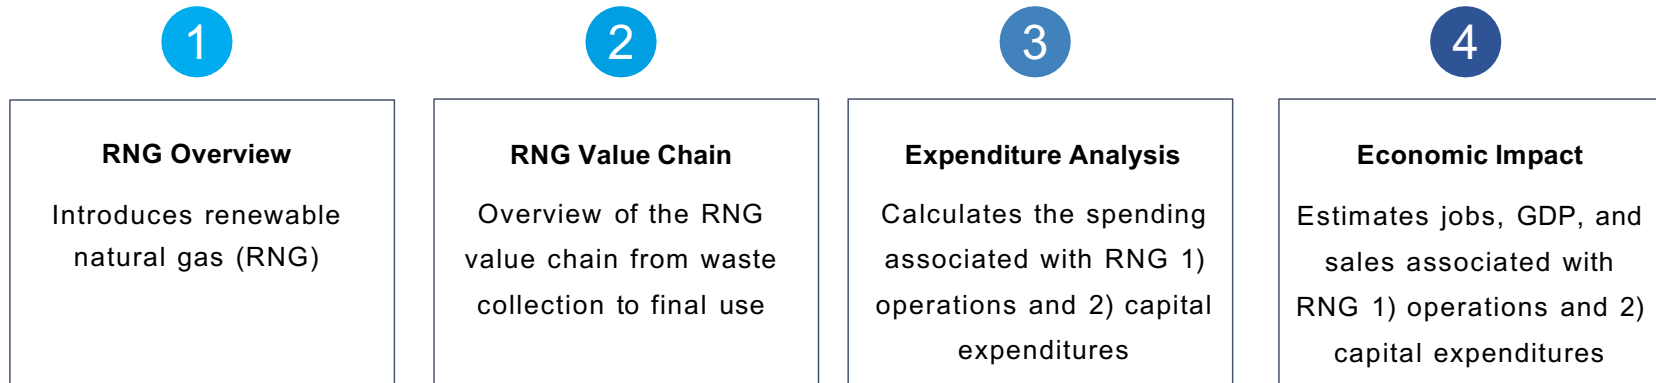 1
RNG Overview
Introduces renewable
natural gas (RNG)
2
RNG Value Chain
Overview of the RNG
value chain from waste
collection to final use
3
Expenditure Analysis
Calculates the spending
associated with RNG 1)
operations and 2) capital
expenditures
4
Economic Impact
Estimates jobs, GDP, and
sales associated with
RNG 1) operations and 2)
capital expenditures